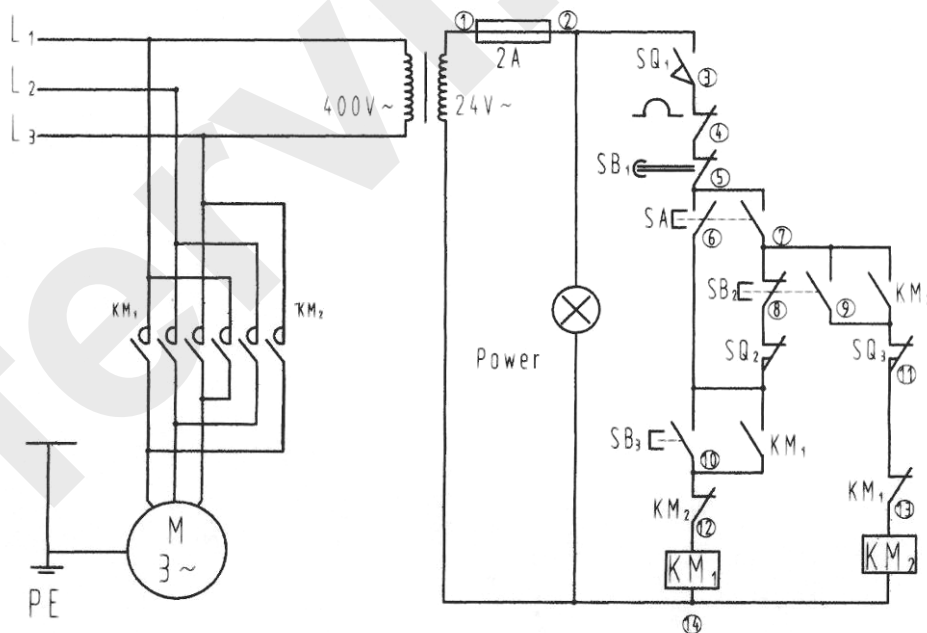 L1
L2
L3
400V~
24V~
① ②
2A
SQ1 ③
④
SB1 ⑤
SA ⑥ ⑦
SB2 ⑧ ⑨ KM
KM1 KM2
Power
SQ2 SQ3 ⑪
SB3 ⑩ KM1
KM2 ⑫ KM1 ⑬
M
3~
KM1 KM2
PE
⑭